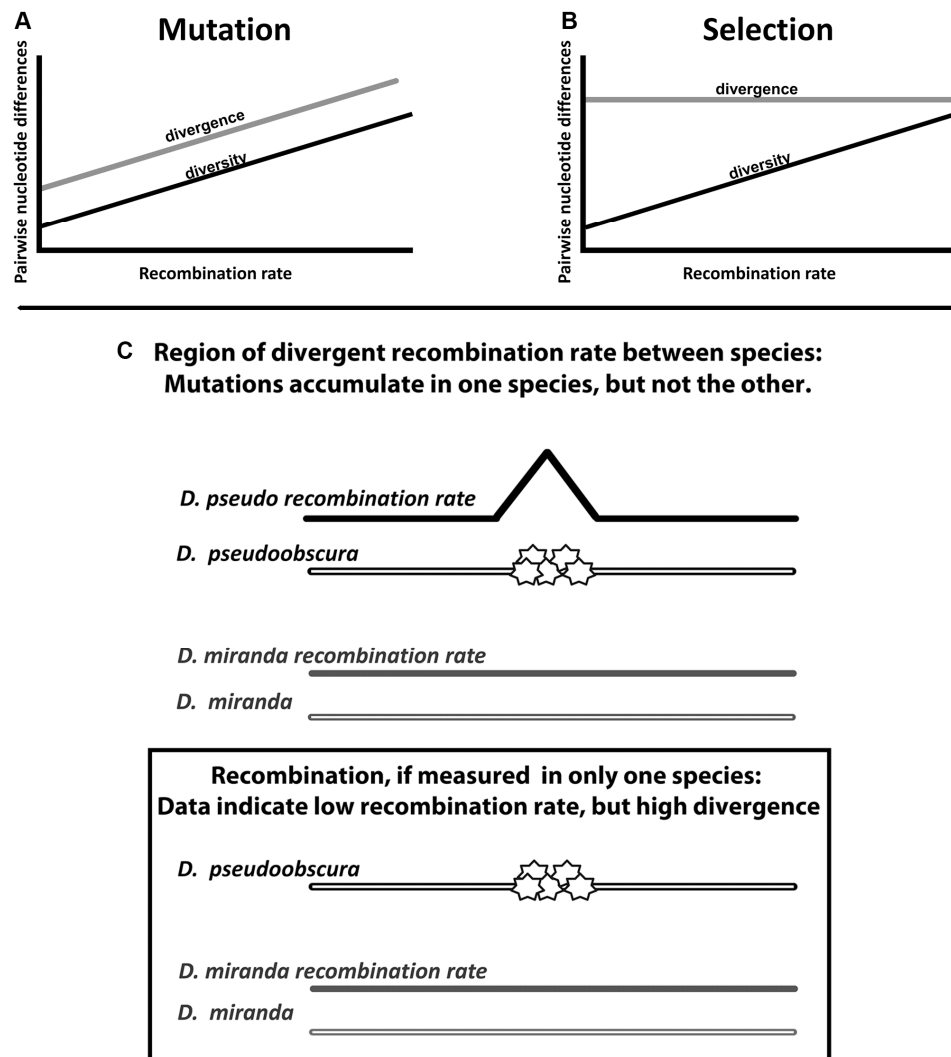 A
Mutation
Pairwise nucleotide differences
divergence
diversity
Recombination rate
B
Selection
Pairwise nucleotide differences
divergence
diversity
Recombination rate
C Region of divergent recombination rate between species:
Mutations accumulate in one species, but not the other.
D. pseudo recombination rate
D. pseudoobscura
D. miranda recombination rate
D. miranda
Recombination, if measured in only one species:
Data indicate low recombination rate, but high divergence
D. pseudoobscura
D. miranda recombination rate
D. miranda